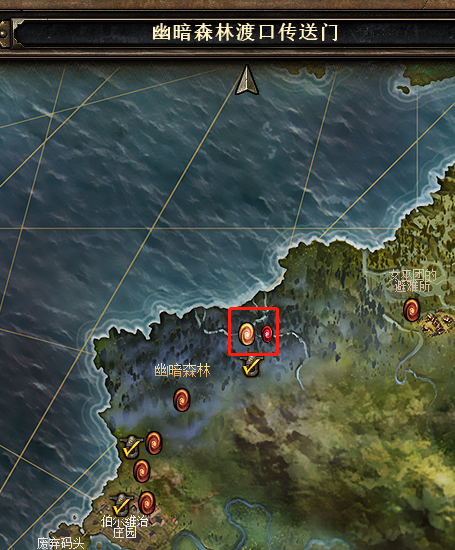 幽暗森林渡口传送门
女巫团的
避难所
幽暗森林
伯尔维治
庄园
废弃码头